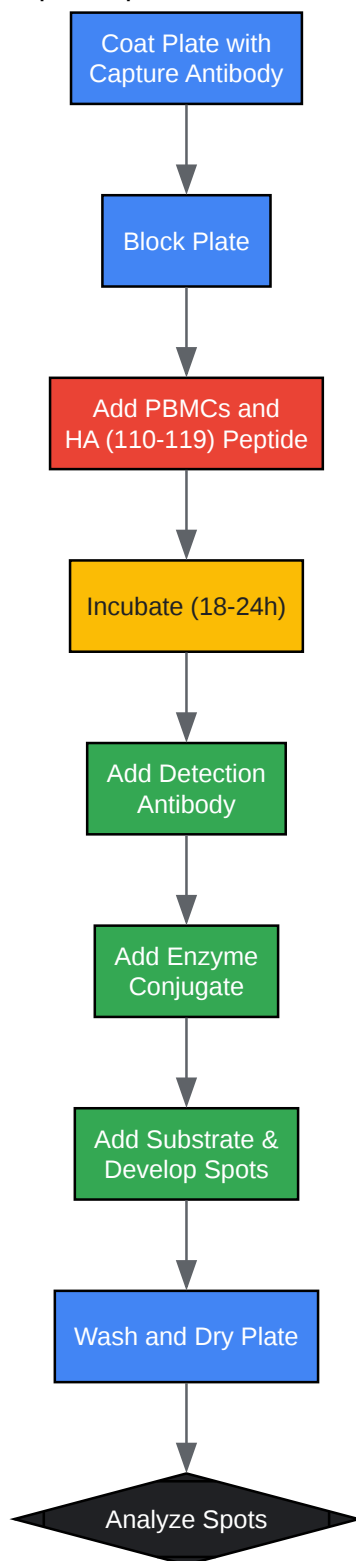 Coat Plate with
Capture Antibody
Block Plate
Add PBMCs and
HA (110-119) Peptide
Incubate (18-24h)
Add Detection
Antibody
Add Enzyme
Conjugate
Add Substrate &
Develop Spots
Wash and Dry Plate
Analyze Spots